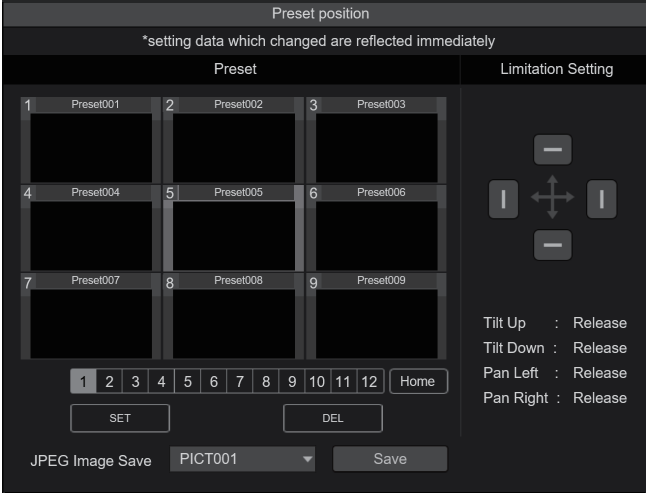 Preset position
*setting data which changed are reflected immediately
Preset
Limitation Setting
1 Preset001 2 Preset002 3 Preset003
4 Preset004 5 Preset005 6 Preset006
7 Preset007 8 Preset008 9 Preset009
1 2 3 4 5 6 7 8 9 10 11 12 Home
SET DEL
JPEG Image Save PICT001 Save
Tilt Up : Release
Tilt Down : Release
Pan Left : Release
Pan Right : Release